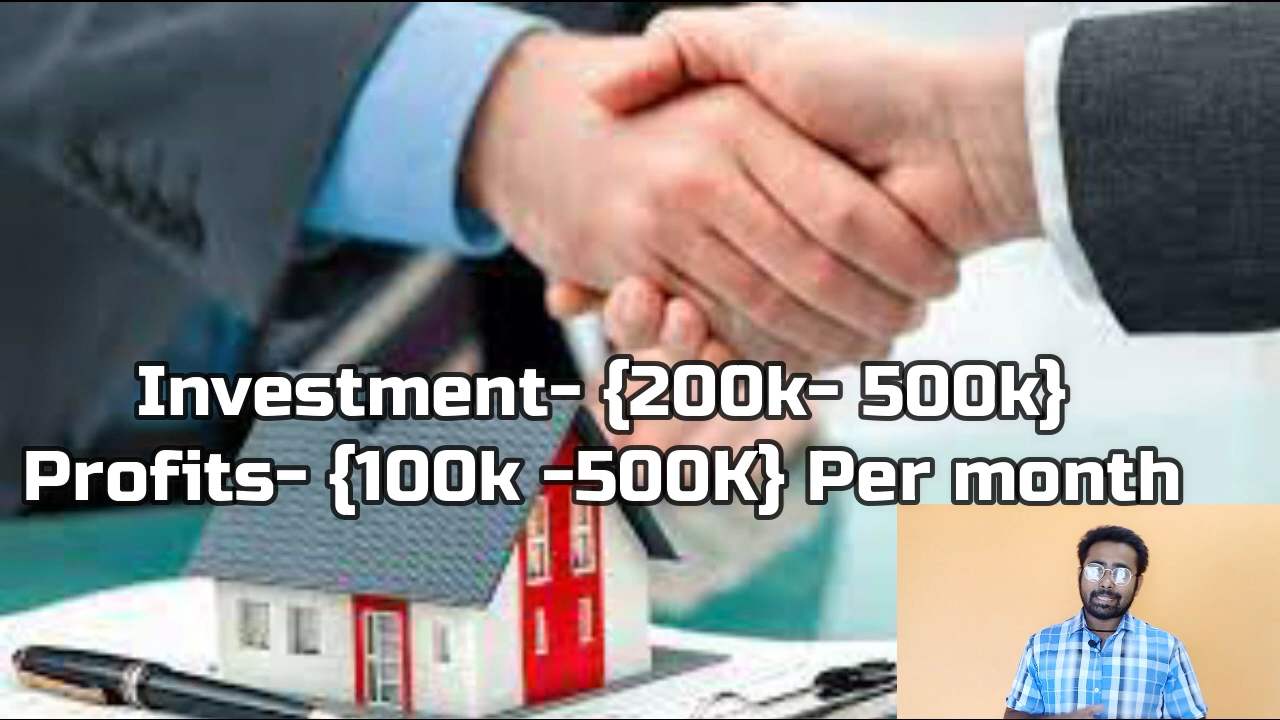 Investment- {200k- 500k}
Profits- {100k -500K} Per month